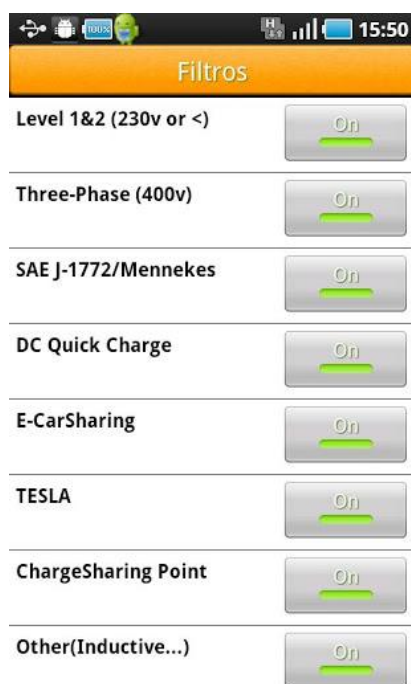 100%
H
15:50
Filtros
Level 1&2 (230v or <)
On
Three-Phase (400v)
On
SAE J-1772/Mennekes
On
DC Quick Charge
On
E-CarSharing
On
TESLA
On
ChargeSharing Point
On
Other(Inductive...)
On